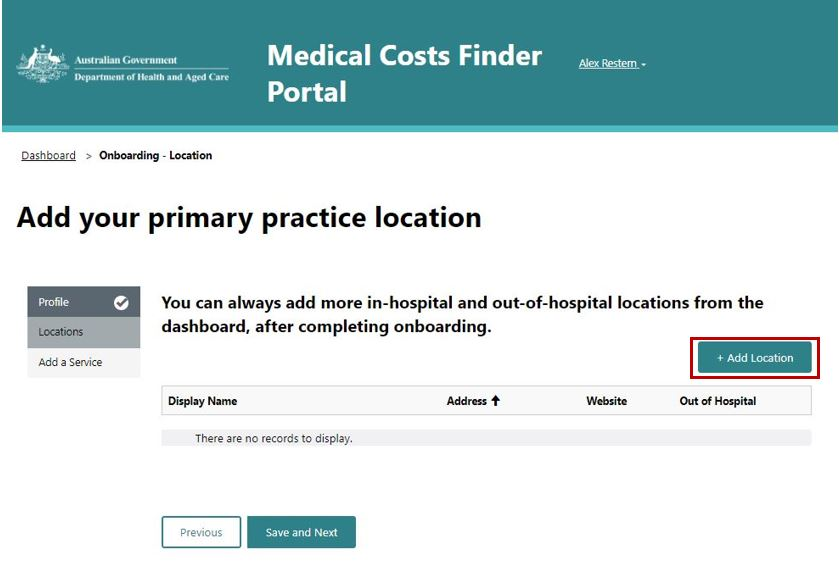 Australian Government
Department of Health and Aged Care
Medical Costs Finder
Portal
Alex Restern
Dashboard > Onboarding - Location
Add your primary practice location
Profile
Locations
Add a Service
You can always add more in-hospital and out-of-hospital locations from the
dashboard, after completing onboarding.
+ Add Location
Display Name Address Website Out of Hospital
There are no records to display.
Previous Save and Next